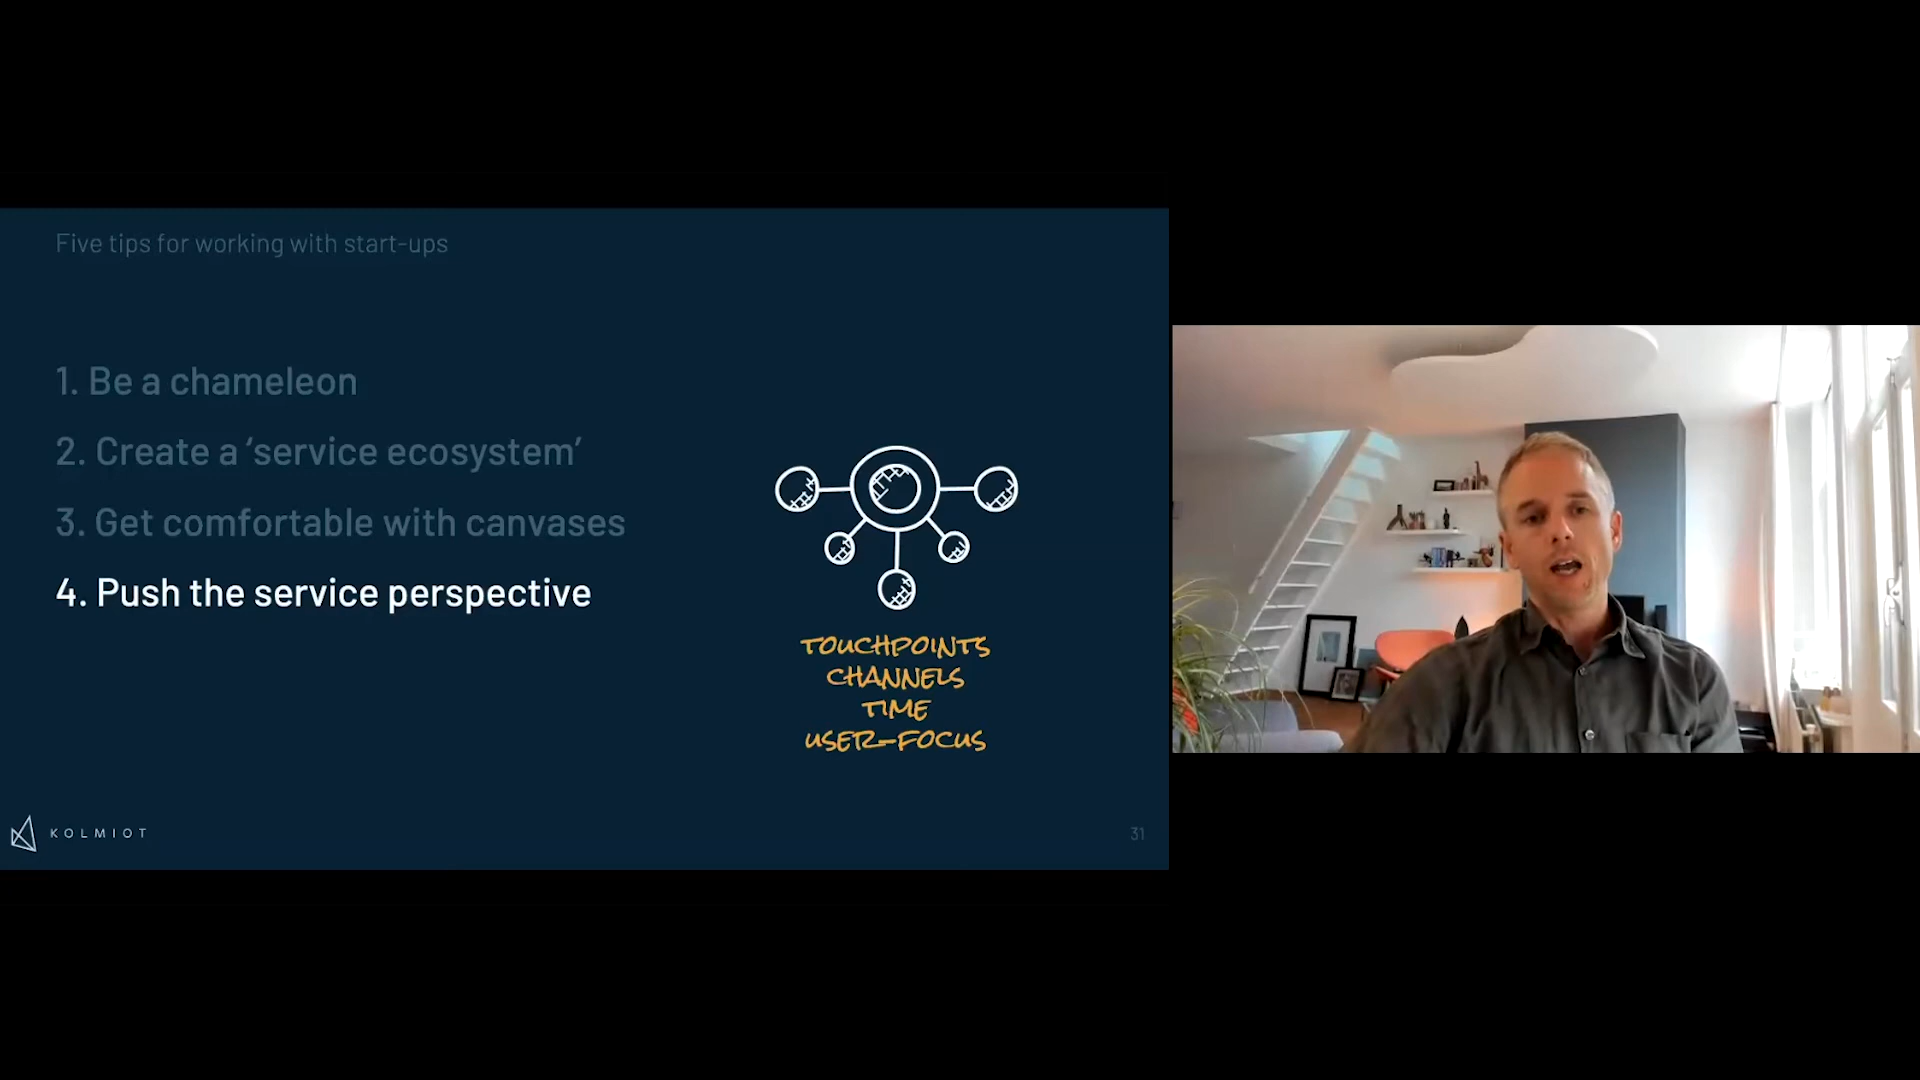 Five tips for working with start-ups
1. Be a chameleon
2. Create a ‘service ecosystem’
3. Get comfortable with canvases
4. Push the service perspective
TOUCHPOINTS
CHANNELS
TIME
USER-FOCUS
KOLMIOT
31